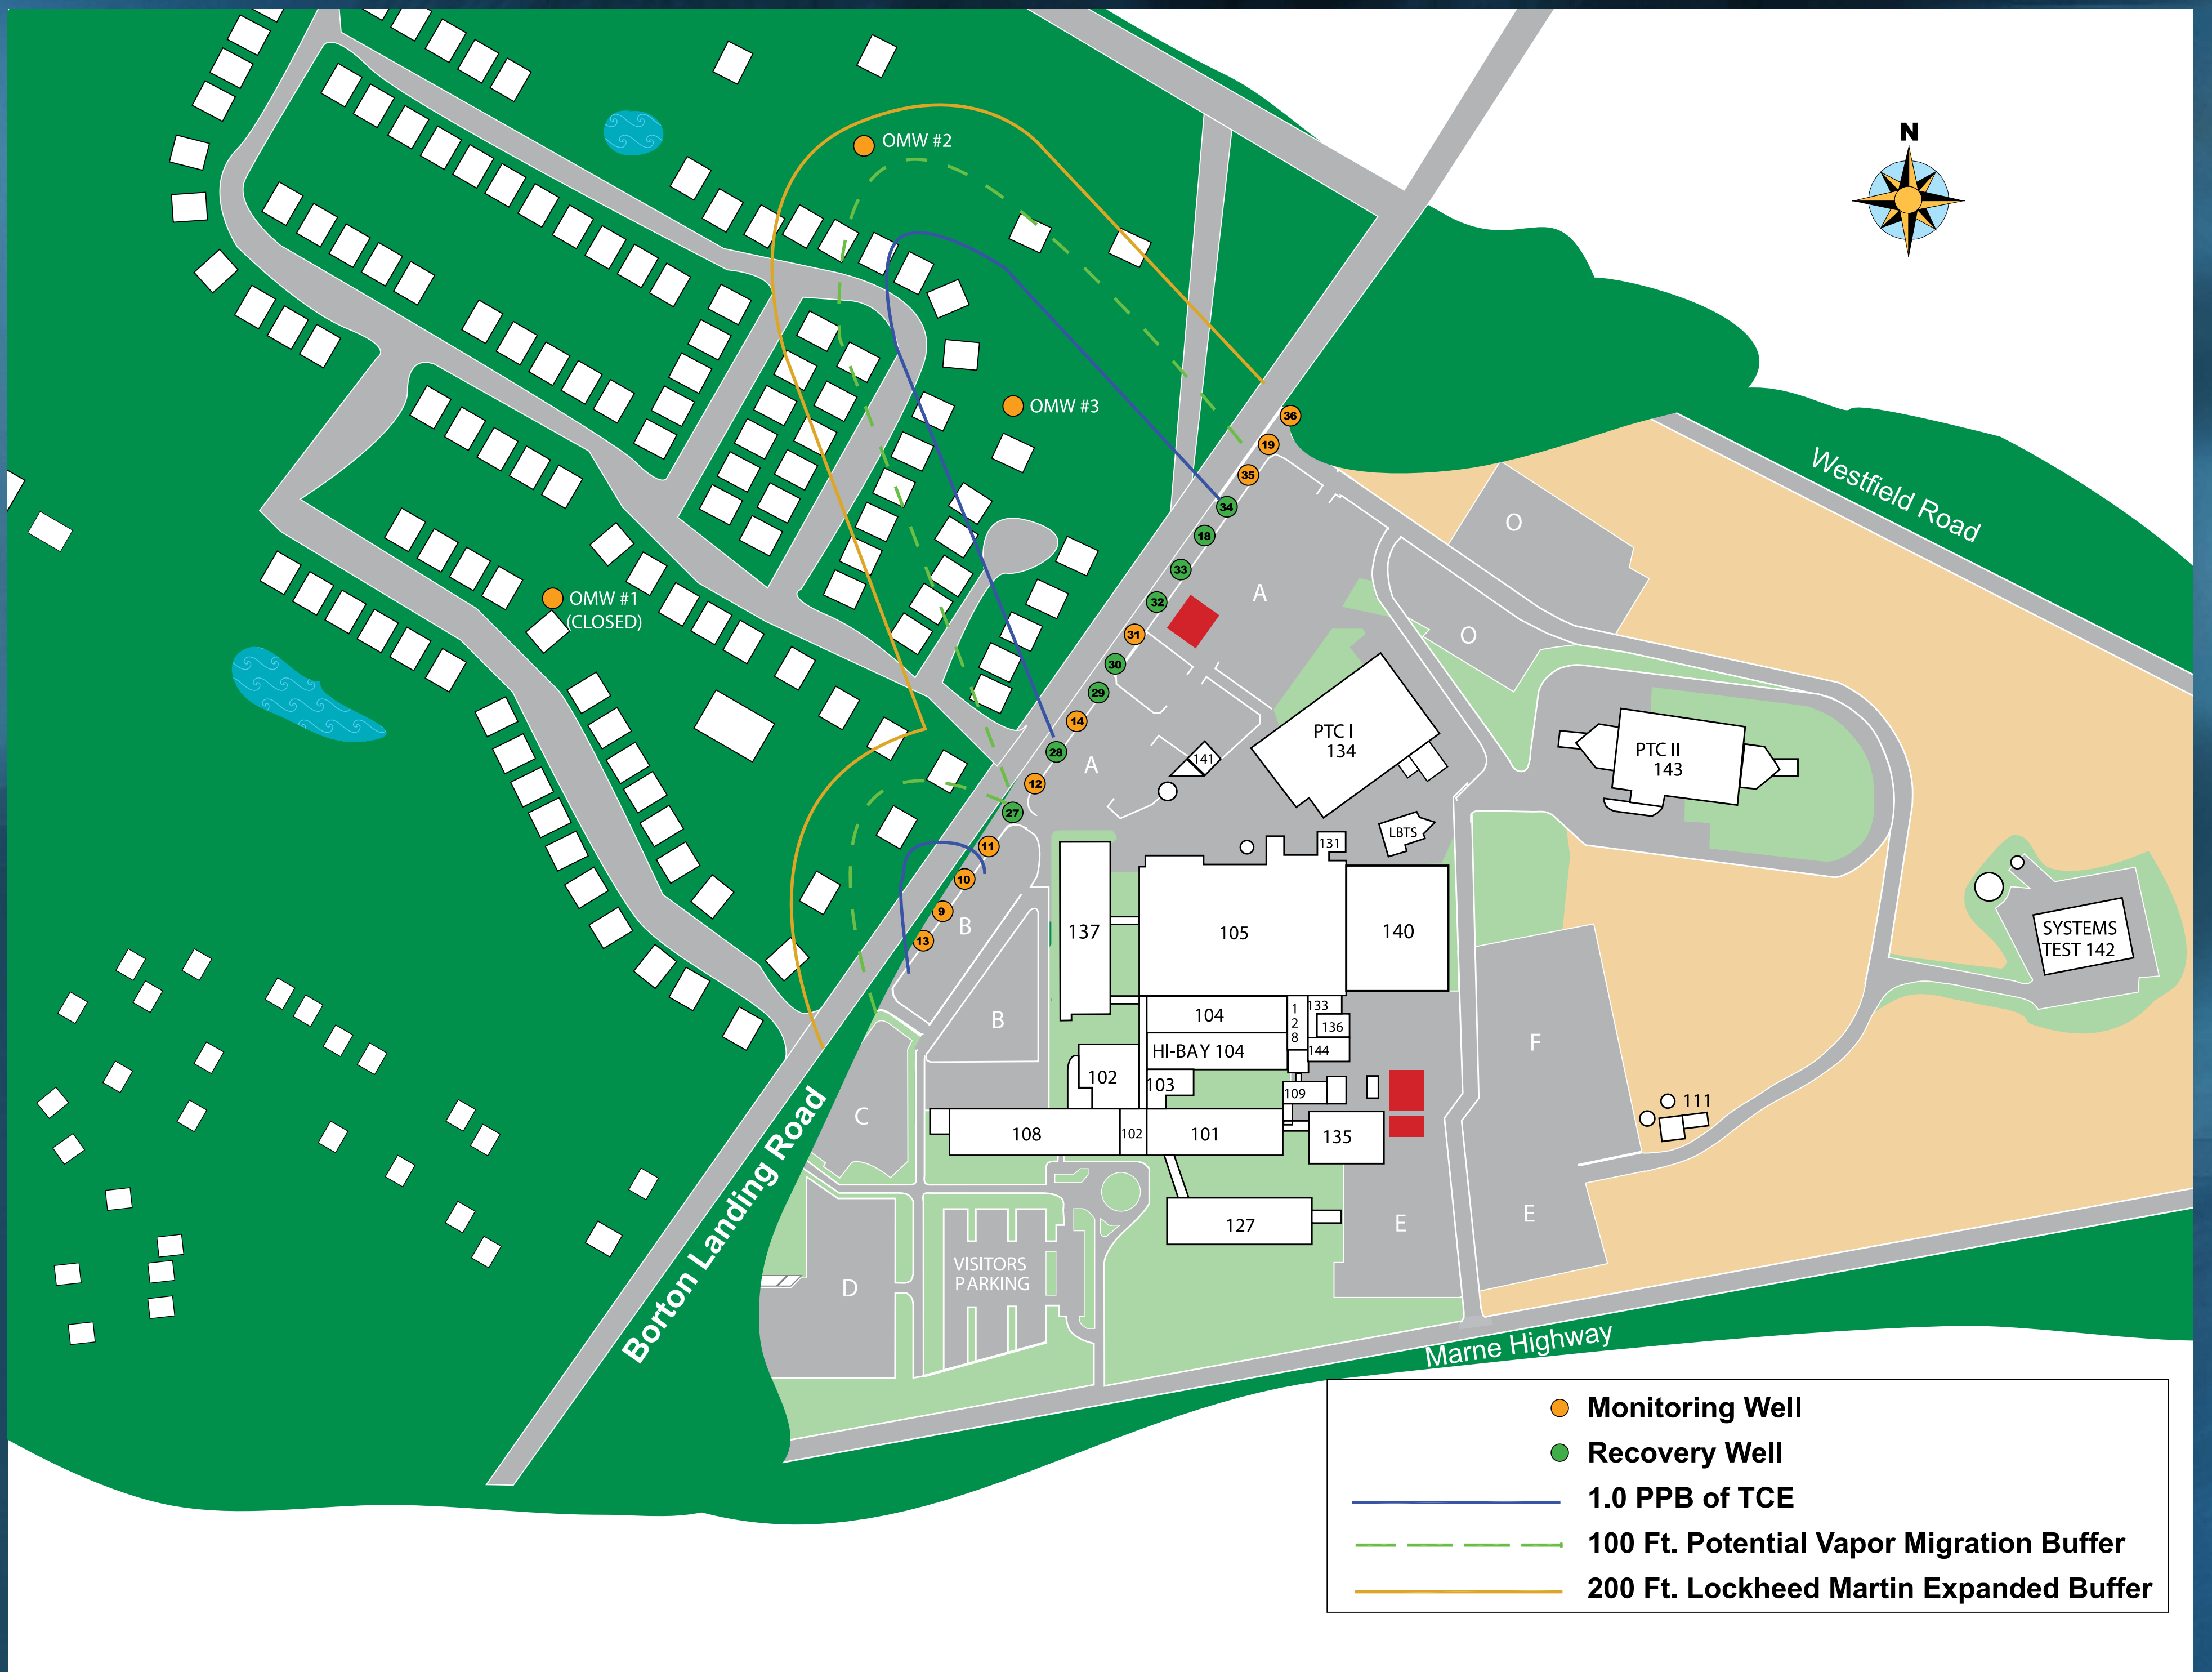 N
OMW #2
OMW #3
OMW #1
(CLOSED)
Westfield Road
36
19
35
34
18
33
32
31
30
29
14
28
12
27
11
10
9
13
O
O
A
A
B
B
C
D
E
E
F
PTC I
134
141
PTC II
143
LBTS
131
137
105
140
SYSTEMS
TEST 142
104
128
133
136
144
HI-BAY 104
102
103
109
111
108
102
101
135
127
VISITORS
PARKING
Borton Landing Road
Marne Highway
Monitoring Well
Recovery Well
1.0 PPB of TCE
100 Ft. Potential Vapor Migration Buffer
200 Ft. Lockheed Martin Expanded Buffer